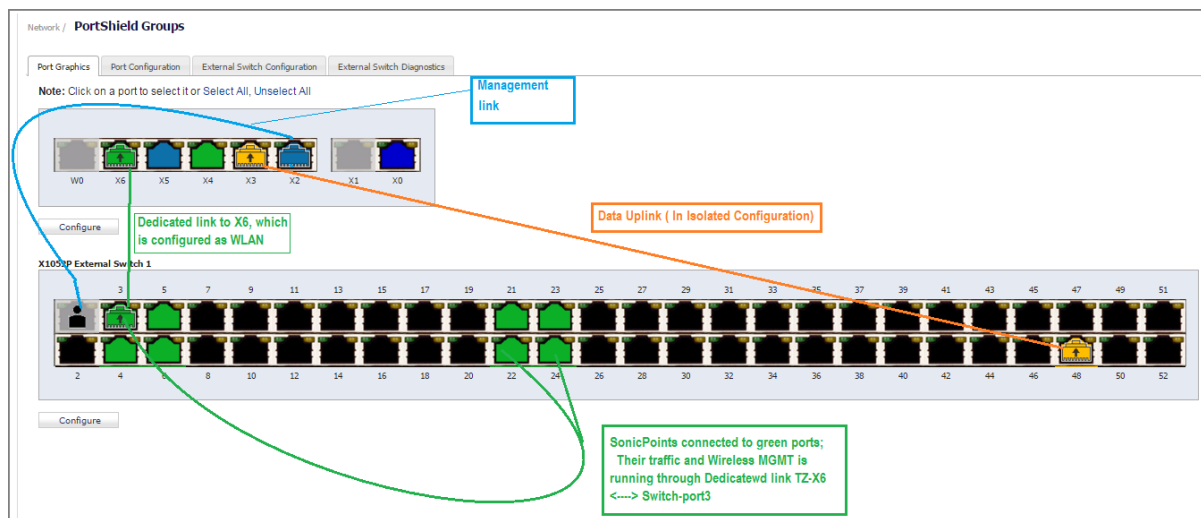 Network / PortShield Groups
Port Graphics Port Configuration External Switch Configuration External Switch Diagnostics
Note: Click on a port to select it or Select All, Unselect All
Management
link
W0 X6 X5 X4 X3 X2 X1 X0
Configure
Dedicated link to X6, which
is configured as WLAN
Data Uplink ( In Isolated Configuration)
X1052P External Switch 1
3 5 7 9 11 13 15 17 19 21 23 25 27 29 31 33 35 37 39 41 43 45 47 49 51
2 4 6 8 10 12 14 16 18 20 22 24 26 28 30 32 34 36 38 40 42 44 46 48 50 52
Configure
SonicPoints connected to green ports;
Their traffic and Wireless MGMT is
running through Dedicatewd link TZ-X6
<----> Switch-port3